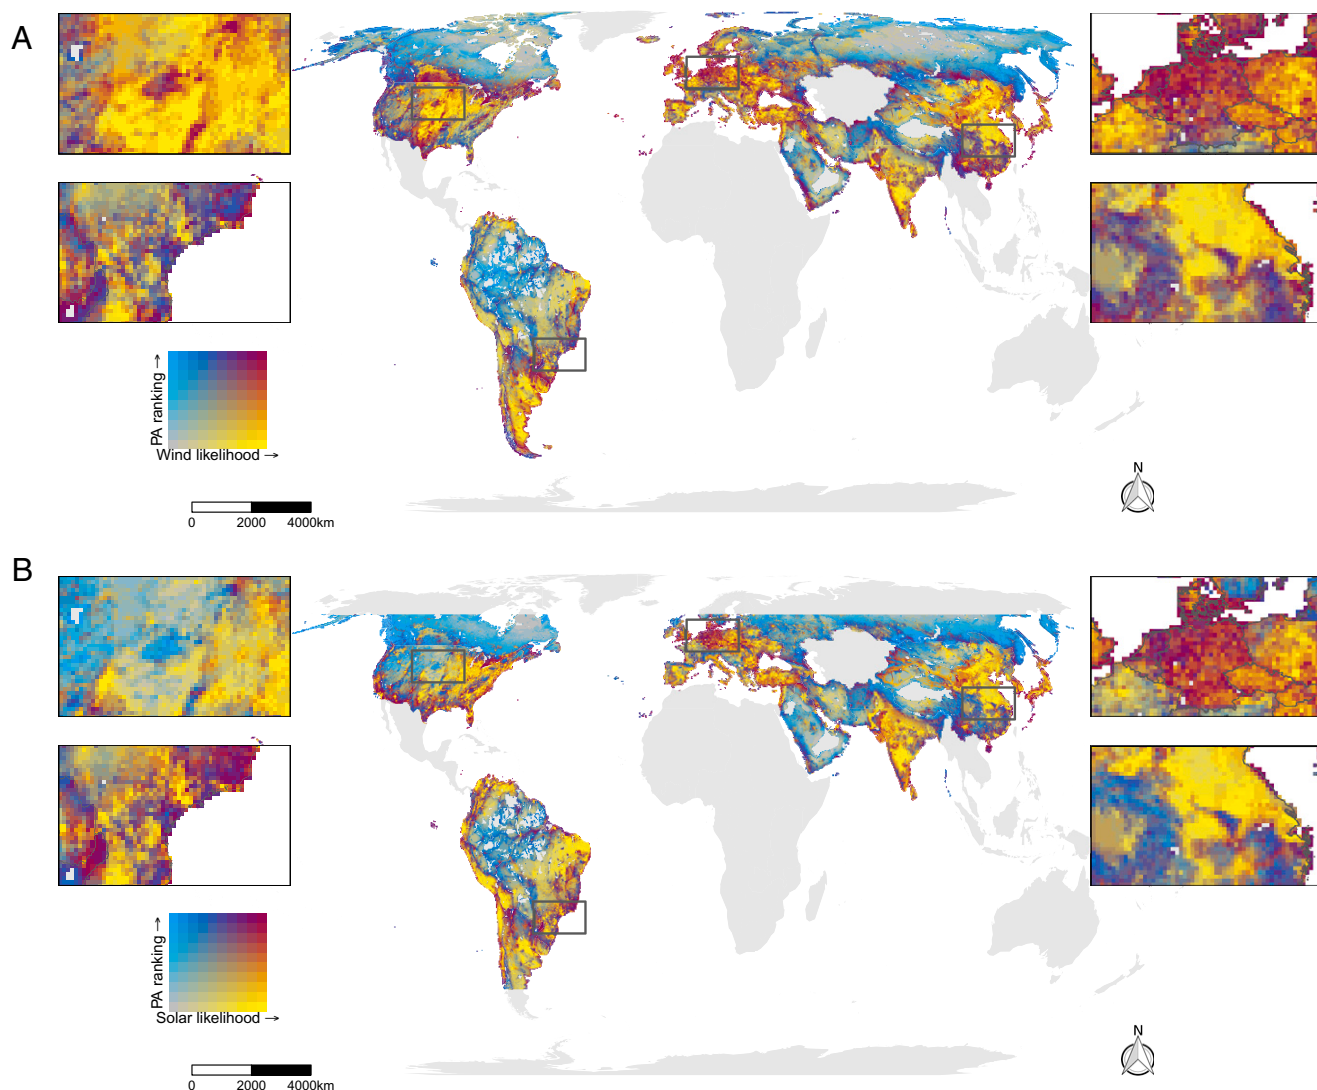 A
PA ranking →
Wind likelihood →
0 2000 4000km
N
B
PA ranking →
Solar likelihood →
0 2000 4000km
N